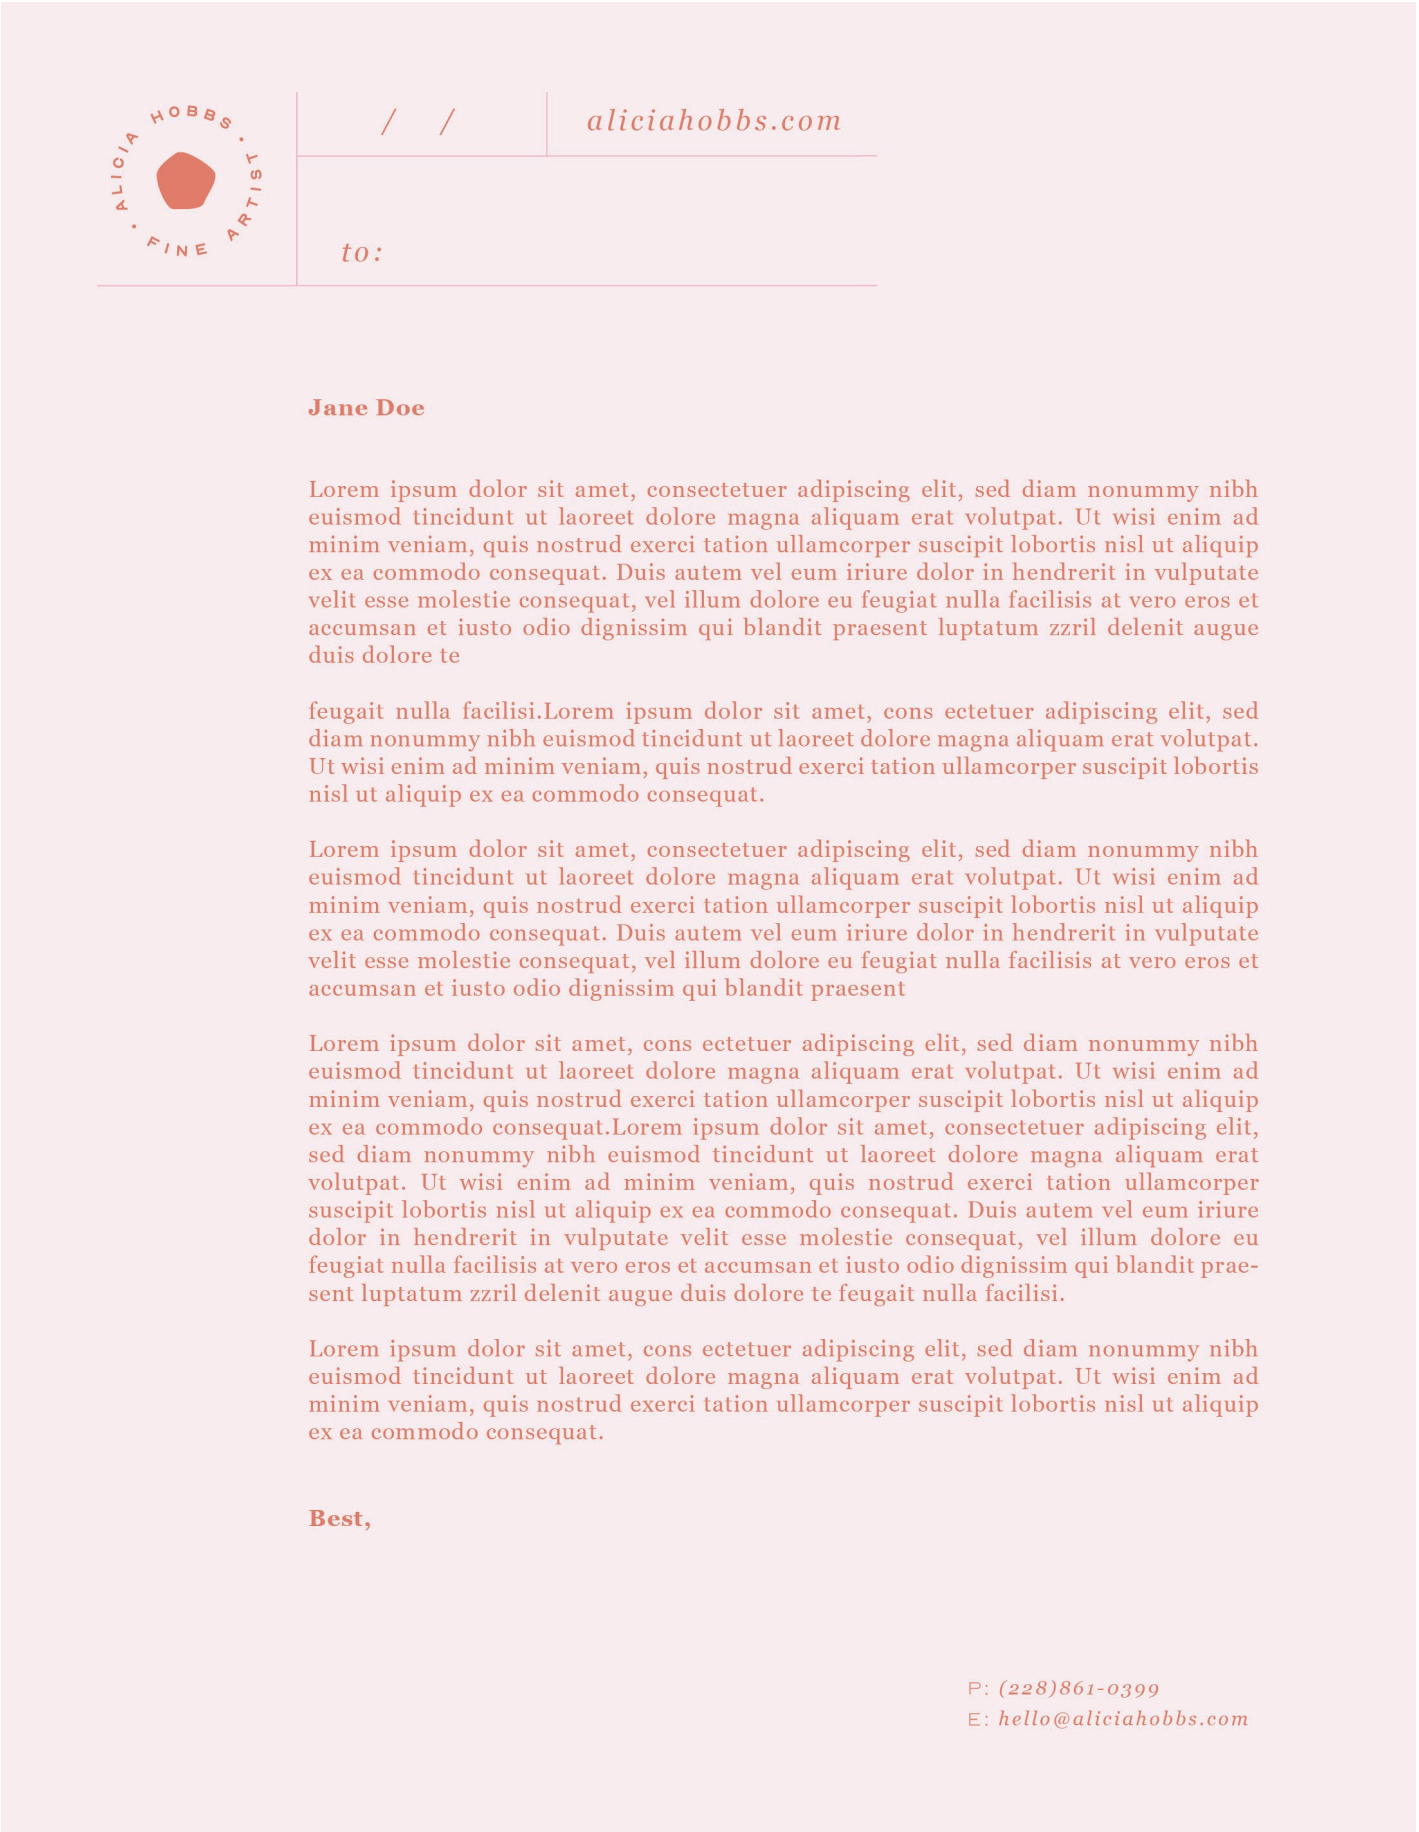 ALICIA HOBBS • FINE ARTIST •
/ /
aliciahobbs.com
to:
Jane Doe
Lorem ipsum dolor sit amet, consectetuer adipiscing elit, sed diam nonummy nibh
euismod tincidunt ut laoreet dolore magna aliquam erat volutpat. Ut wisi enim ad
minim veniam, quis nostrud exerci tation ullamcorper suscipit lobortis nisl ut aliquip
ex ea commodo consequat. Duis autem vel eum iriure dolor in hendrerit in vulputate
velit esse molestie consequat, vel illum dolore eu feugiat nulla facilisis at vero eros et
accumsan et iusto odio dignissim qui blandit praesent luptatum zzril delenit augue
duis dolore te
feugait nulla facilisi.Lorem ipsum dolor sit amet, cons ectetuer adipiscing elit, sed
diam nonummy nibh euismod tincidunt ut laoreet dolore magna aliquam erat volutpat.
Ut wisi enim ad minim veniam, quis nostrud exerci tation ullamcorper suscipit lobortis
nisl ut aliquip ex ea commodo consequat.
Lorem ipsum dolor sit amet, consectetuer adipiscing elit, sed diam nonummy nibh
euismod tincidunt ut laoreet dolore magna aliquam erat volutpat. Ut wisi enim ad
minim veniam, quis nostrud exerci tation ullamcorper suscipit lobortis nisl ut aliquip
ex ea commodo consequat. Duis autem vel eum iriure dolor in hendrerit in vulputate
velit esse molestie consequat, vel illum dolore eu feugiat nulla facilisis at vero eros et
accumsan et iusto odio dignissim qui blandit praesent
Lorem ipsum dolor sit amet, cons ectetuer adipiscing elit, sed diam nonummy nibh
euismod tincidunt ut laoreet dolore magna aliquam erat volutpat. Ut wisi enim ad
minim veniam, quis nostrud exerci tation ullamcorper suscipit lobortis nisl ut aliquip
ex ea commodo consequat.Lorem ipsum dolor sit amet, consectetuer adipiscing elit,
sed diam nonummy nibh euismod tincidunt ut laoreet dolore magna aliquam erat
volutpat. Ut wisi enim ad minim veniam, quis nostrud exerci tation ullamcorper
suscipit lobortis nisl ut aliquip ex ea commodo consequat. Duis autem vel eum iriure
dolor in hendrerit in vulputate velit esse molestie consequat, vel illum dolore eu
feugiat nulla facilisis at vero eros et accumsan et iusto odio dignissim qui blandit prae-
sent luptatum zzril delenit augue duis dolore te feugait nulla facilisi.
Lorem ipsum dolor sit amet, cons ectetuer adipiscing elit, sed diam nonummy nibh
euismod tincidunt ut laoreet dolore magna aliquam erat volutpat. Ut wisi enim ad
minim veniam, quis nostrud exerci tation ullamcorper suscipit lobortis nisl ut aliquip
ex ea commodo consequat.
Best,
P: (228)861-0399
E: hello@aliciahobbs.com